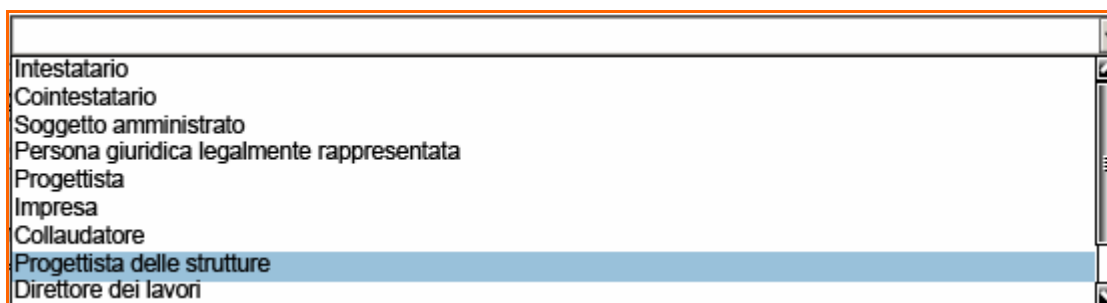 Intestatario
Cointestatario
Soggetto amministrato
Persona giuridica legalmente rappresentata
Progettista
Impresa
Collaudatore
Progettista delle strutture
Direttore dei lavori